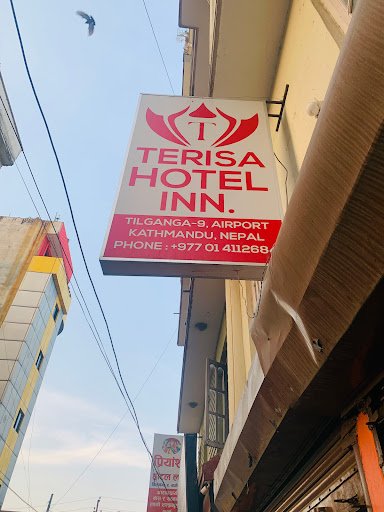 T
TERISA
HOTEL
INN.
TILGANGA-9, AIRPORT
KATHMANDU, NEPAL
PHONE : +977 01 4112684